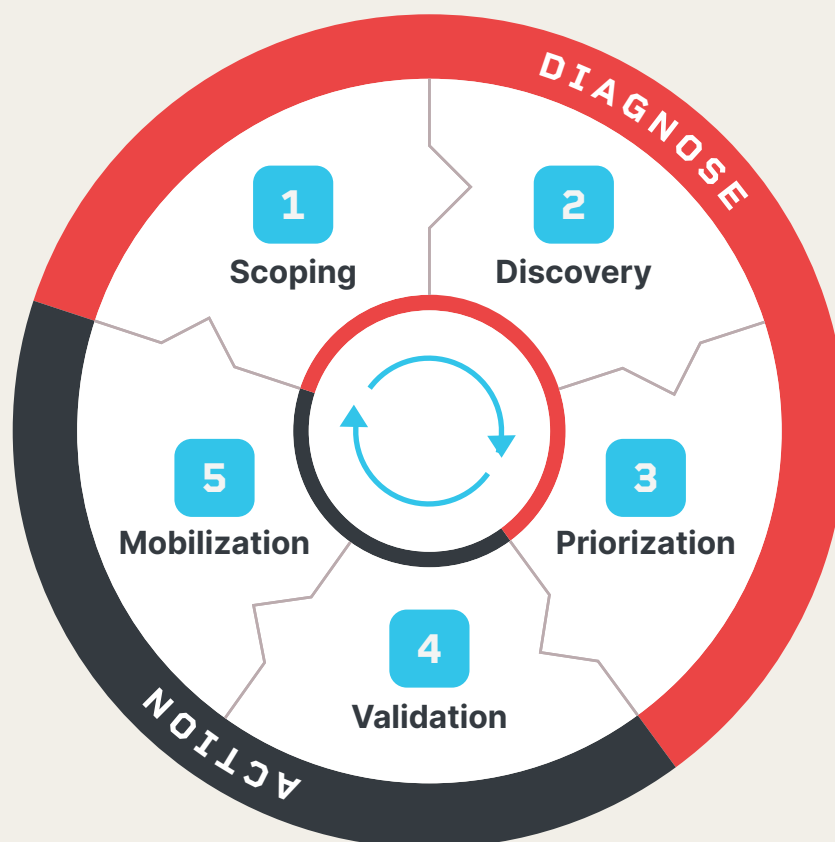 DIAGNOSE
1
Scoping
2
Discovery
3
Priorization
4
Validation
5
Mobilization
ACTION